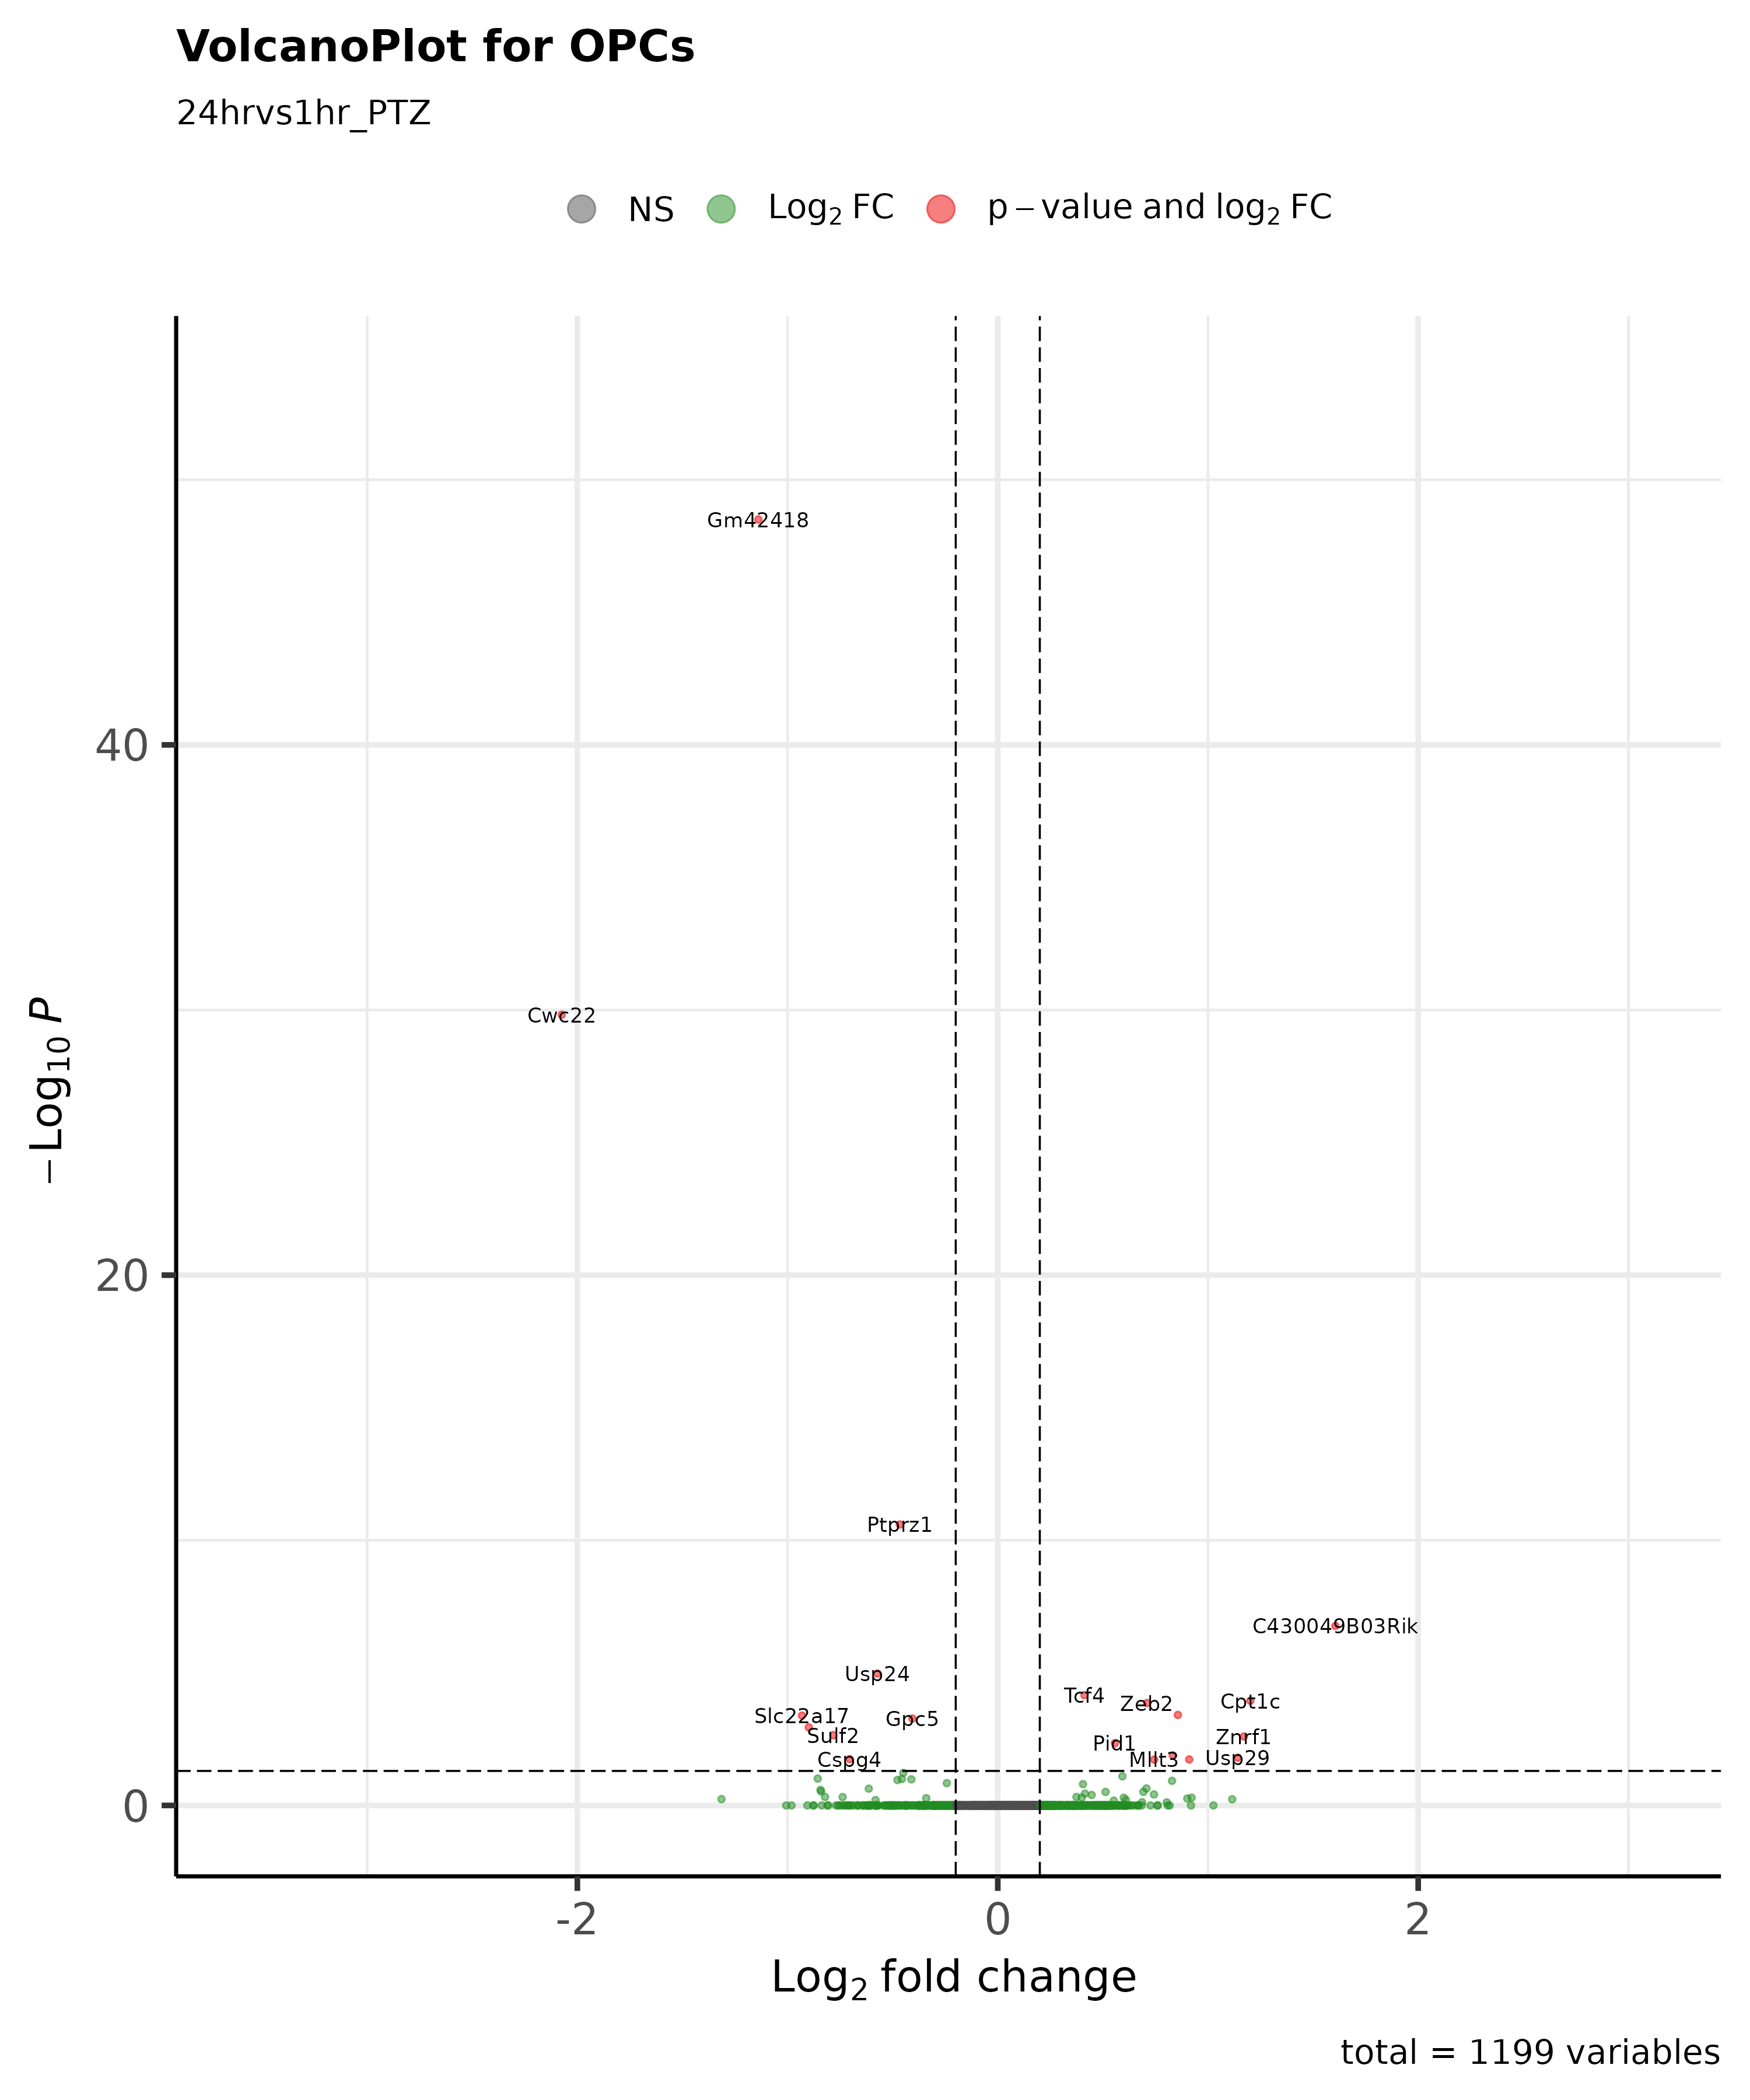 VolcanoPlot for OPCs
24hrvs1hr_PTZ
NS Log2 FC p − value and log2 FC
Gm42418
40
Cwc22
−Log10 P
20
Ptprz1
C430049B03Rik
Usp24
Tcf4
Zeb2
Cpt1c
Slc22a17
Gpc5
Sulf2
Znrf1
Pid1
Usp29
Cspg4
Mllt3
0
-2 0 2
Log2 fold change
total = 1199 variables